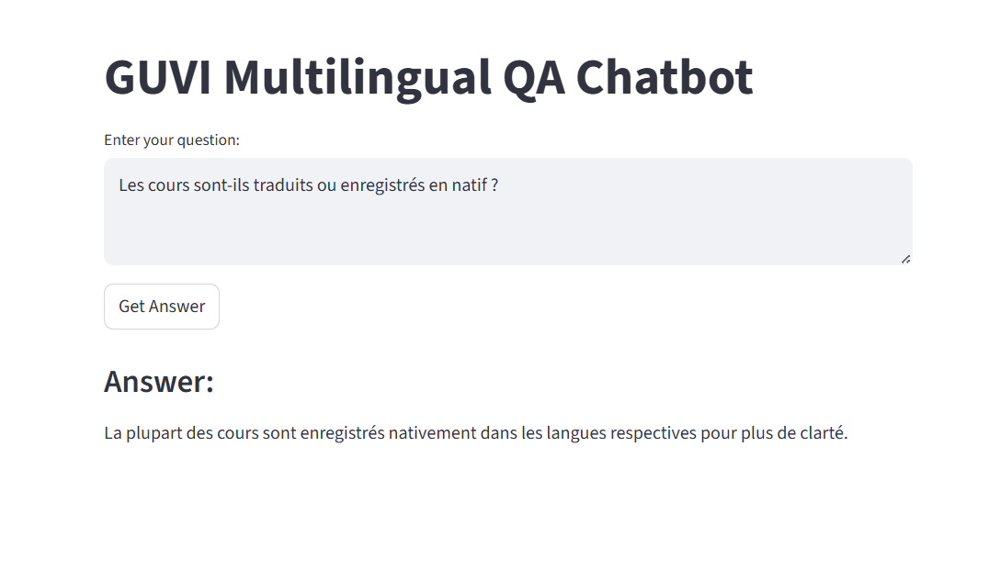 GUVI Multilingual QA Chatbot
Enter your question:
Les cours sont-ils traduits ou enregistrés en natif ?
Get Answer
Answer:
La plupart des cours sont enregistrés nativement dans les langues respectives pour plus de clarté.